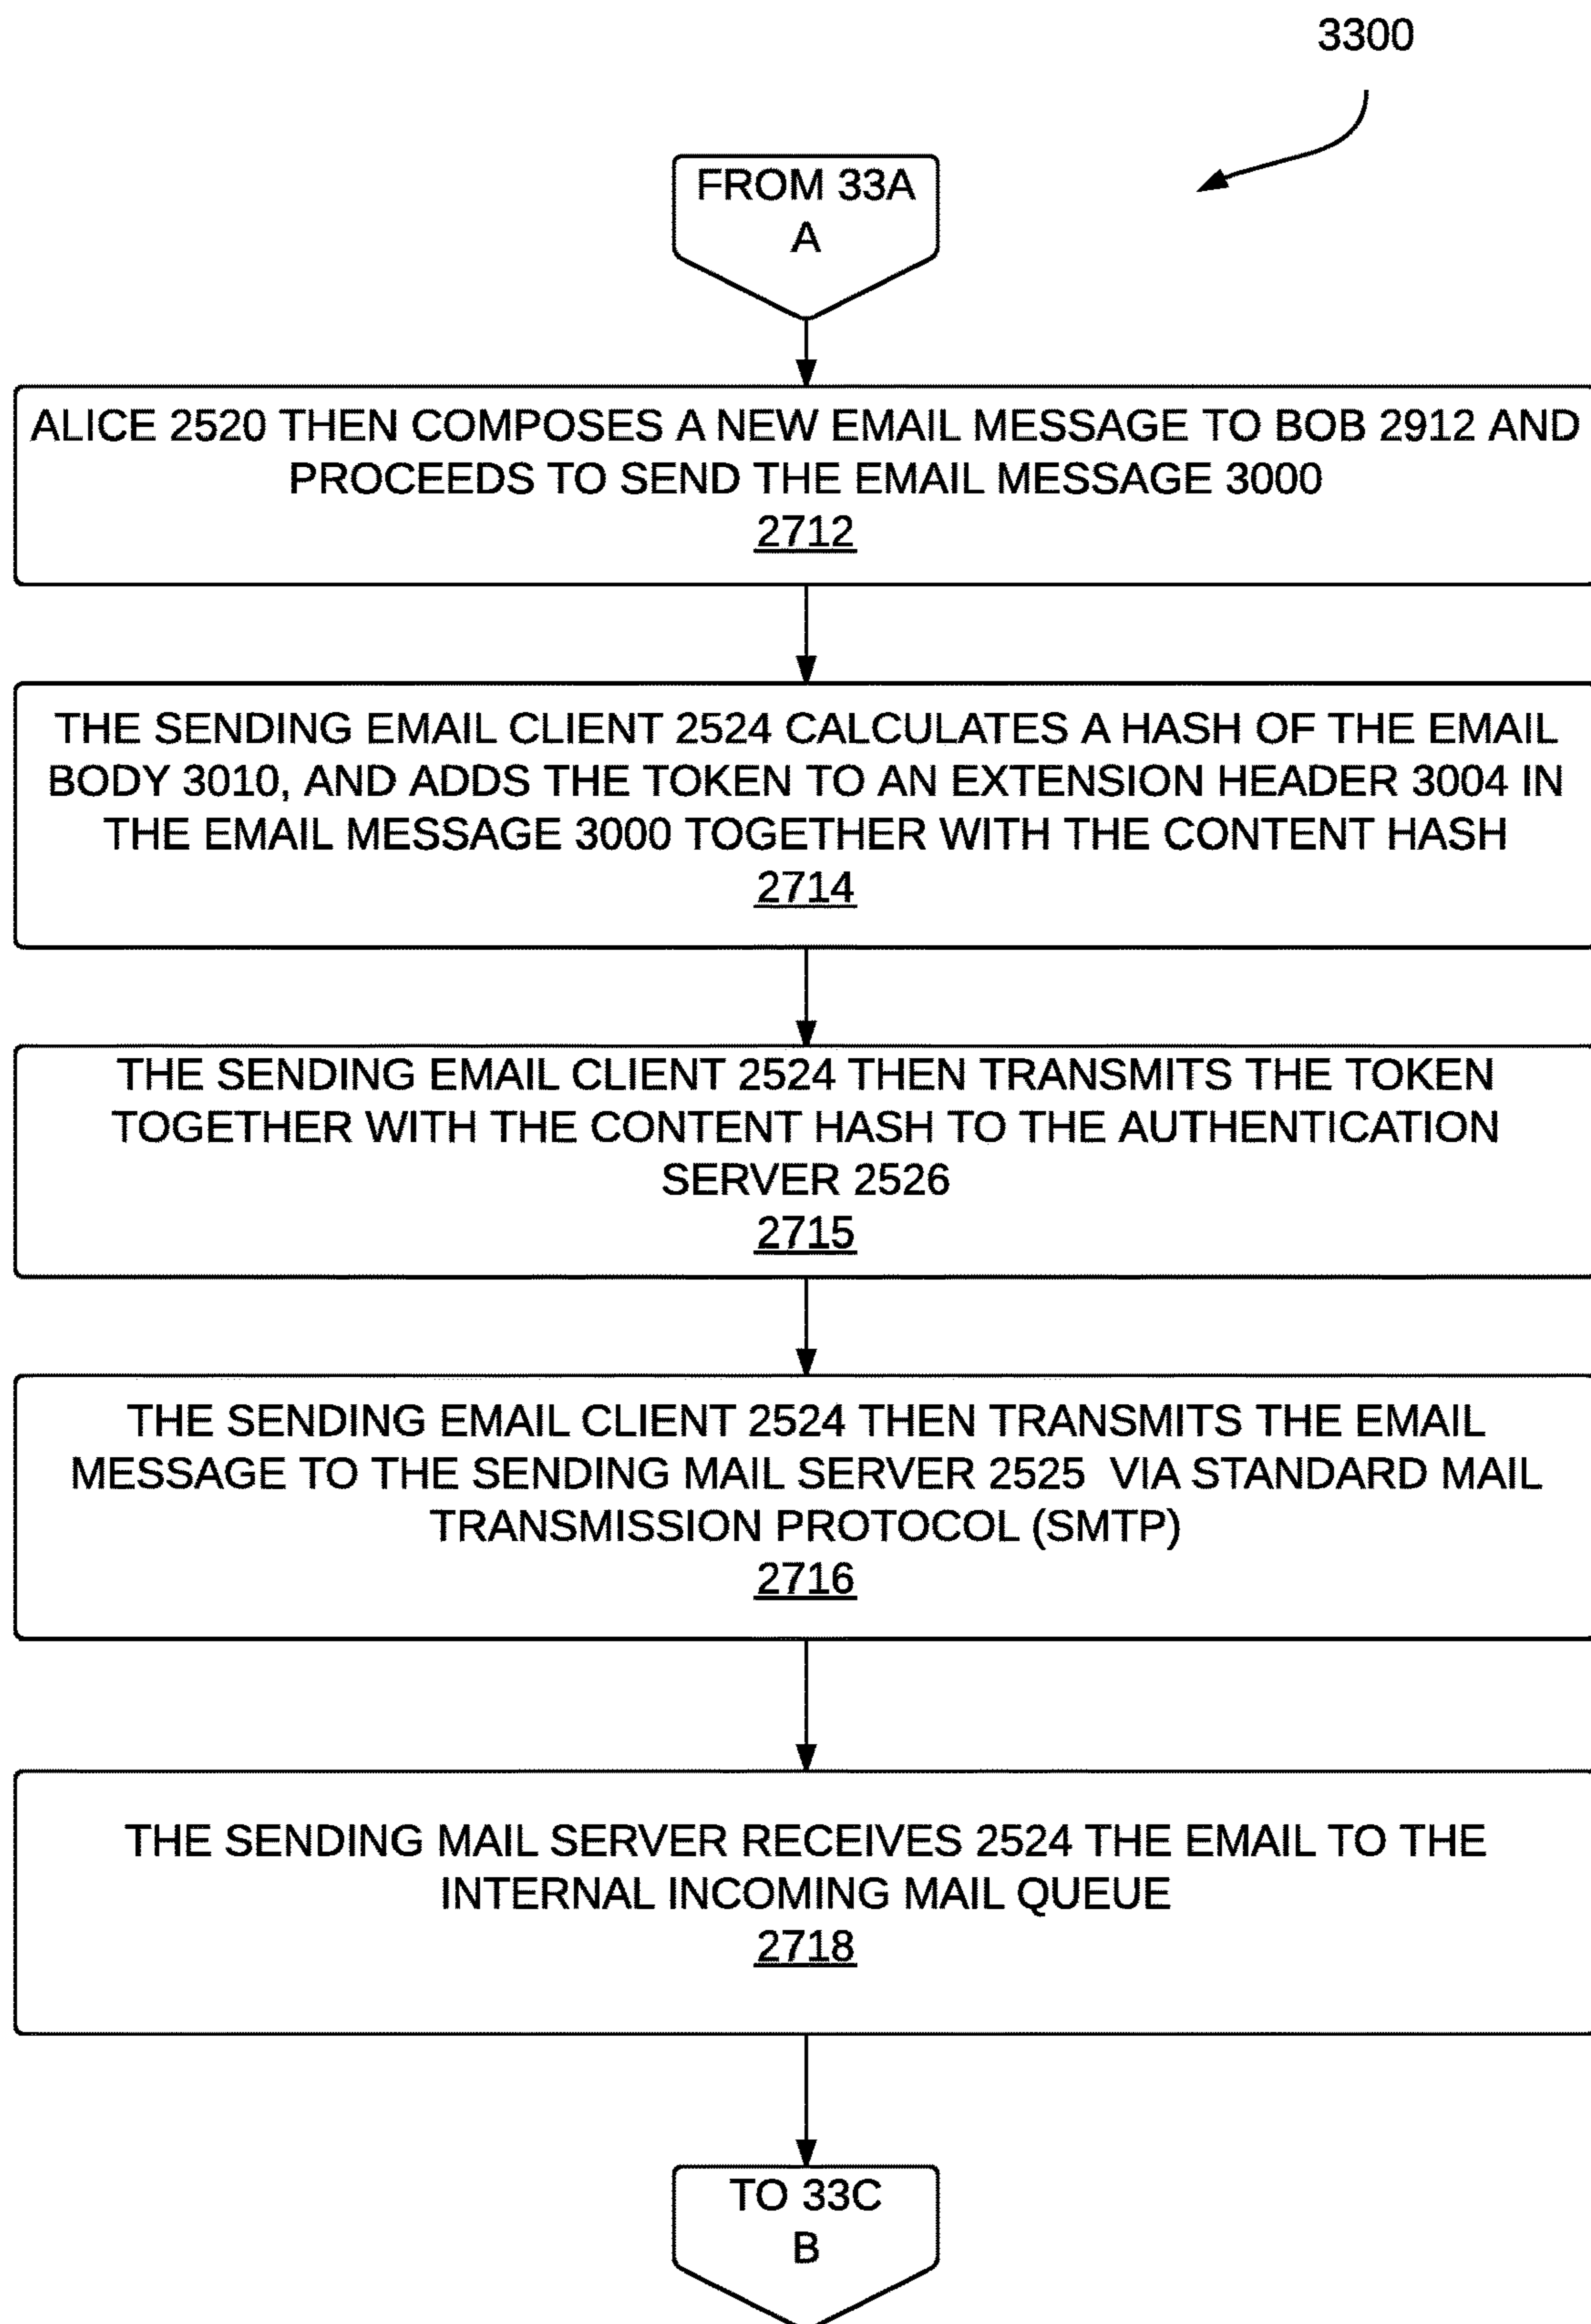 3300
FROM 33A
A
ALICE 2520 THEN COMPOSES A NEW EMAIL MESSAGE TO BOB 2912 AND
PROCEEDS TO SEND THE EMAIL MESSAGE 3000
2712
THE SENDING EMAIL CLIENT 2524 CALCULATES A HASH OF THE EMAIL
BODY 3010, AND ADDS THE TOKEN TO AN EXTENSION HEADER 3004 IN
THE EMAIL MESSAGE 3000 TOGETHER WITH THE CONTENT HASH
2714
THE SENDING EMAIL CLIENT 2524 THEN TRANSMITS THE TOKEN
TOGETHER WITH THE CONTENT HASH TO THE AUTHENTICATION
SERVER 2526
2715
THE SENDING EMAIL CLIENT 2524 THEN TRANSMITS THE EMAIL
MESSAGE TO THE SENDING MAIL SERVER 2525 VIA STANDARD MAIL
TRANSMISSION PROTOCOL (SMTP)
2716
THE SENDING MAIL SERVER RECEIVES 2524 THE EMAIL TO THE
INTERNAL INCOMING MAIL QUEUE
2718
TO 33C
B